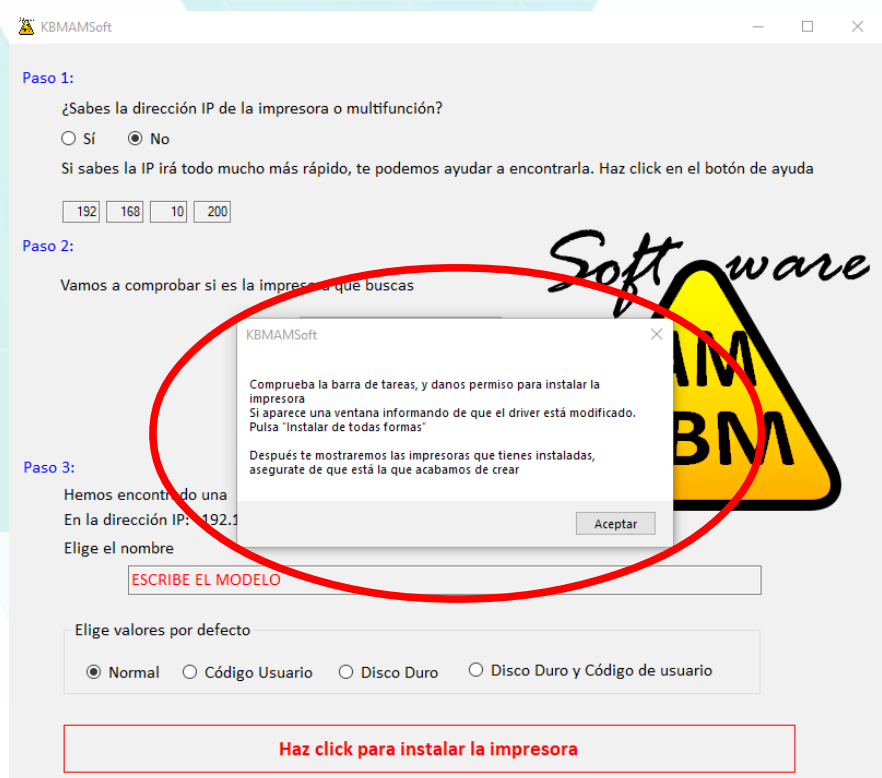 KBMAMSoft
Paso 1:
¿Sabes la dirección IP de la impresora o multifunción?
Sí No
Si sabes la IP irá todo mucho más rápido, te podemos ayudar a encontrarla. Haz click en el botón de ayuda
192 168 10 200
Paso 2:
Software
Vamos a comprobar si es la impresora que buscas
KBMAMSoft
Comprueba la barra de tareas, y danos permiso para instalar la
impresora
Si aparece una ventana informando de que el driver está modificado.
Pulsa "Instalar de todas formas"
Después te mostraremos las impresoras que tienes instaladas,
asegurate de que está la que acabamos de crear
Aceptar
AM
BM
Paso 3:
Hemos encontrado una
En la dirección IP: 192.1
Elige el nombre
ESCRIBE EL MODELO
Elige valores por defecto
Normal Código Usuario Disco Duro Disco Duro y Código de usuario
Haz click para instalar la impresora